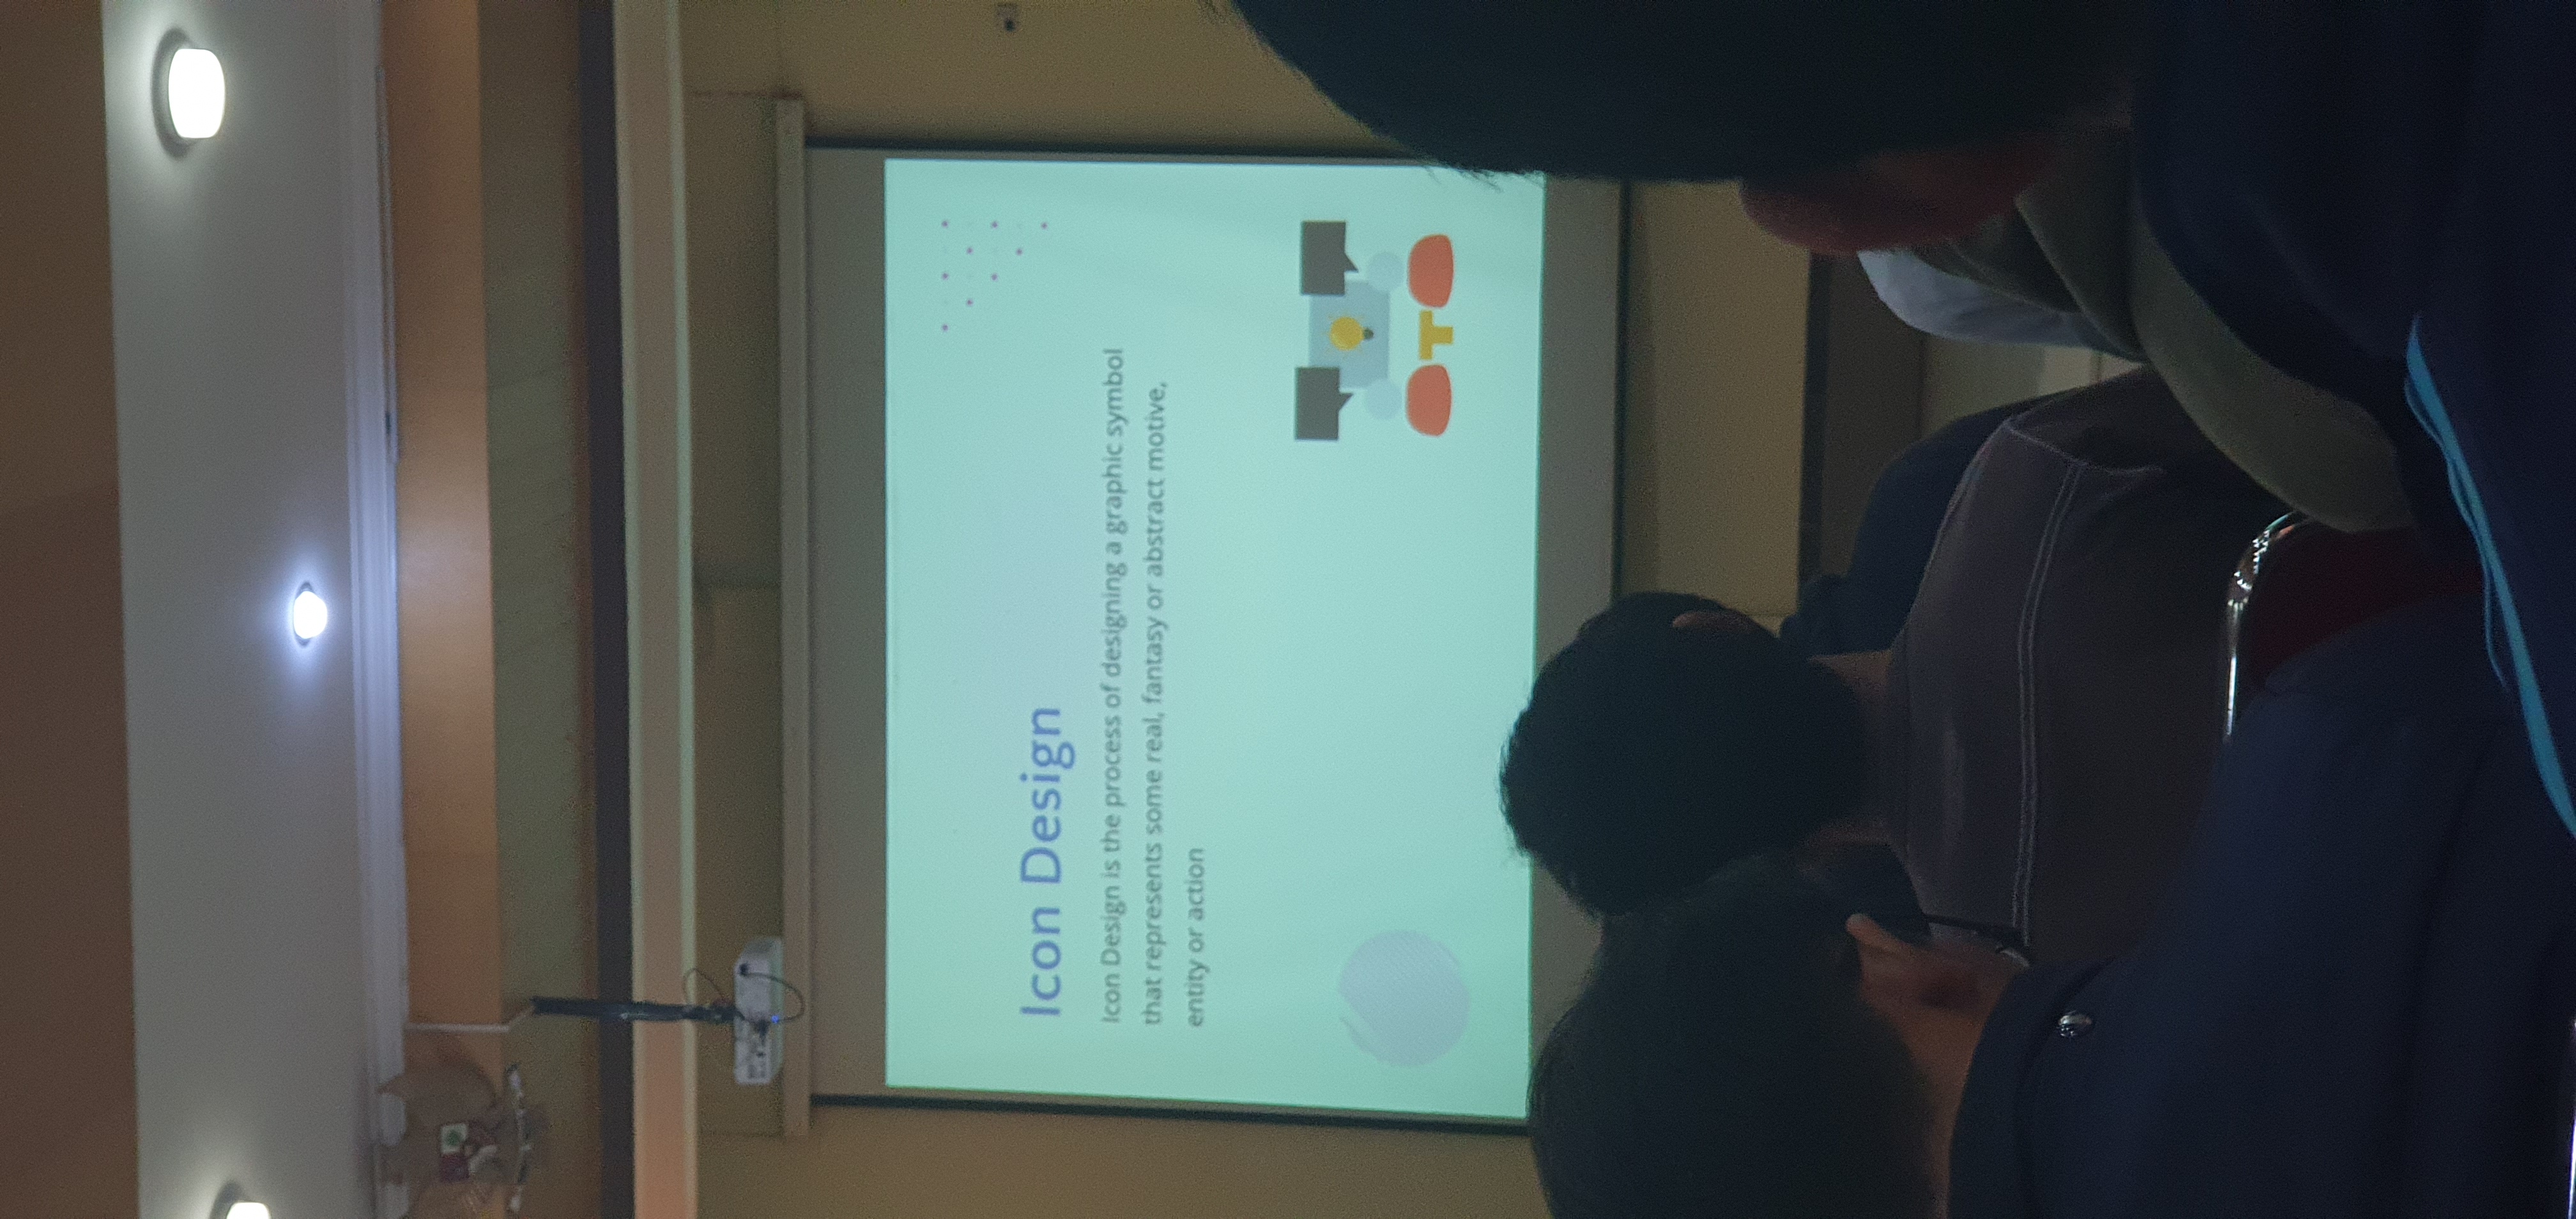 Icon Design
Icon Design is the process of designing a graphic symbol
that represents some real, fantasy or abstract motive,
entity or action